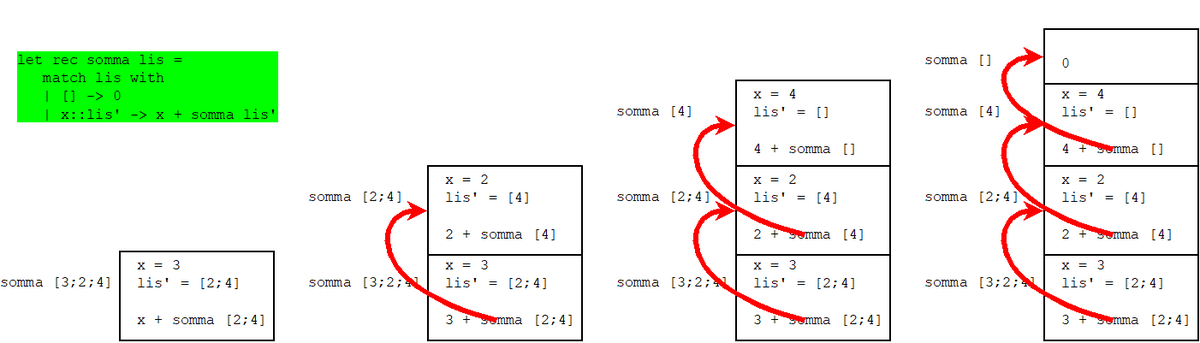 let rec somma lis =
match lis with
| [] -> 0
| x::lis' -> x + somma lis'
somma [3;2;4]
x = 3
lis' = [2;4]
x + somma [2;4]
somma [2;4]
x = 2
lis' = [4]
2 + somma [4]
somma [3;2;4]
x = 3
lis' = [2;4]
3 + somma [2;4]
somma [4]
x = 4
lis' = []
4 + somma []
somma [2;4]
x = 2
lis' = [4]
2 + somma [4]
somma [3;2;4]
x = 3
lis' = [2;4]
3 + somma [2;4]
somma []
0
somma [4]
x = 4
lis' = []
4 + somma []
somma [2;4]
x = 2
lis' = [4]
2 + somma [4]
somma [3;2;4]
x = 3
lis' = [2;4]
3 + somma [2;4]